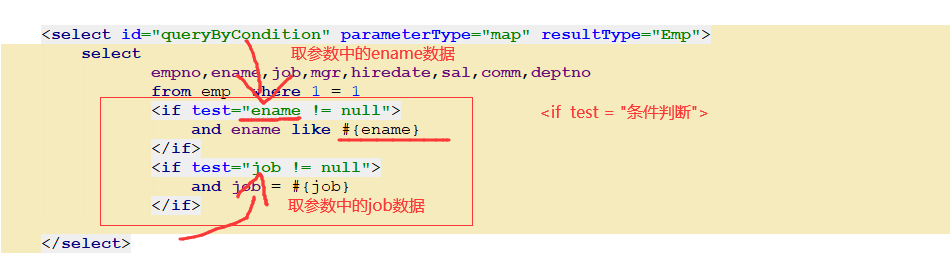 <select id="queryByCondition" parameterType="map" resultType="Emp">
select
取参数中的ename数据
empno,ename,job,mgr,hiredate,sal,comm,deptno
from emp where 1 = 1
<if test="ename != null">
<if test = "条件判断">
and ename like #{ename}
</if>
<if test="job != null">
and job = #{job}
</if>
取参数中的job数据
</select>